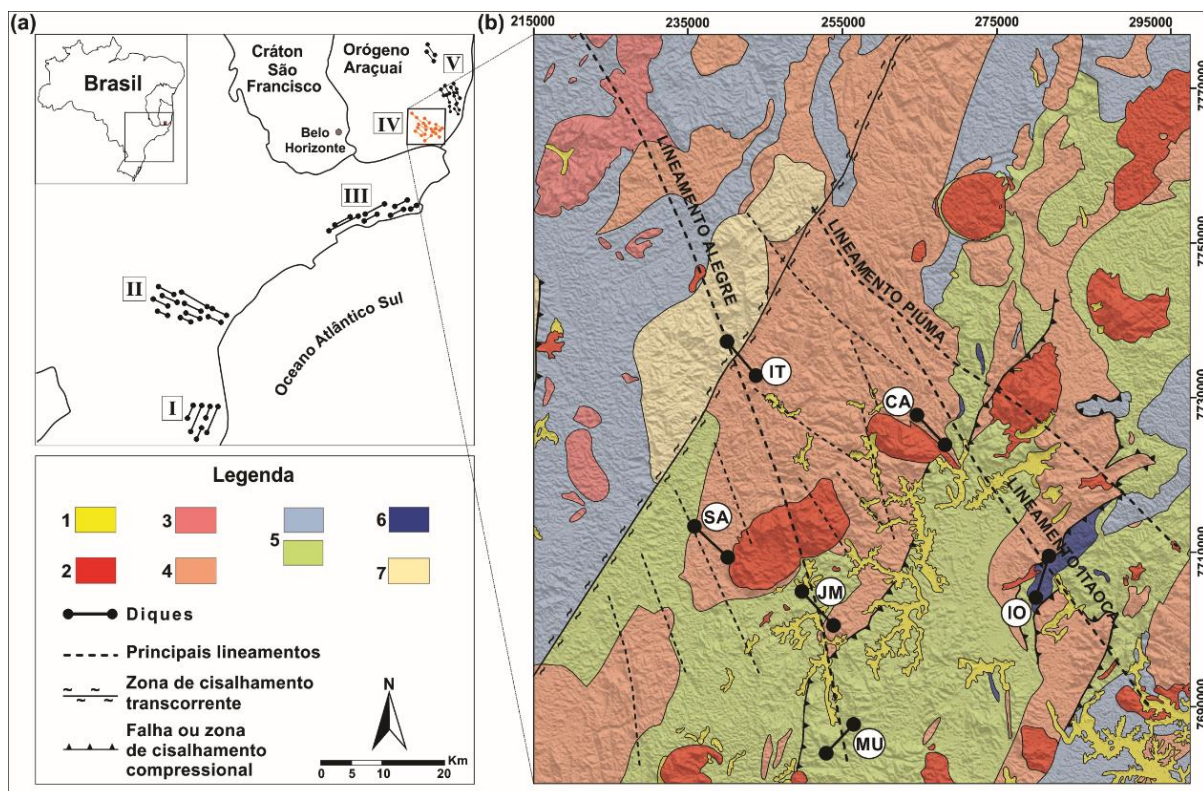 (a)
Brasil
Cráton
São
Francisco
Orógeno
Araçuaí
V
IV
Belo
Horizonte
III
II
Oceano Atlântico Sul
I
Legenda
1
3
5
6
2
4
7
Diques
Principais lineamentos
Zona de cisalhamento
transcorrente
Falha ou zona
de cisalhamento
compressional
N
0 5 10 20 Km
(b)
215000 235000 255000 275000 295000
7770000
7750000
7730000
7710000
7690000
LINEAMENTO ALEGRE
LINEAMENTO PIÚMA
IT
CA
SA
LINEAMENTO D1ITAOCA
JM
IO
MU